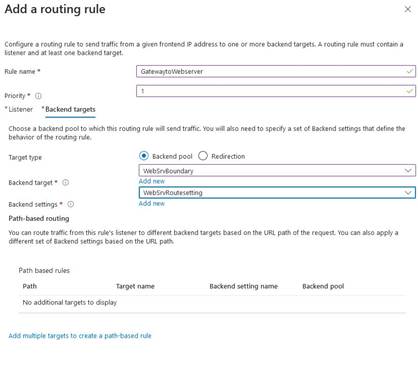 Add a routing rule
Configure a routing rule to send traffic from a given frontend IP address to one or more backend targets. A routing rule must contain a
listener and at least one backend target.
Rule name * GatewaytoWebserver
Priority * 1
* Listener * Backend targets
Choose a backend pool to which this routing rule will send traffic. You will also need to specify a set of Backend settings that define the
behavior of the routing rule.
Target type Backend pool Redirection
WebSrvBoundary
Backend target * Add new
WebSrvRoutesetting
Backend settings * Add new
Path-based routing
You can route traffic from this rule's listener to different backend targets based on the URL path of the request. You can also apply a
different set of Backend settings based on the URL path.
Path based rules
Path Target name Backend setting name Backend pool
No additional targets to display
Add multiple targets to create a path-based rule